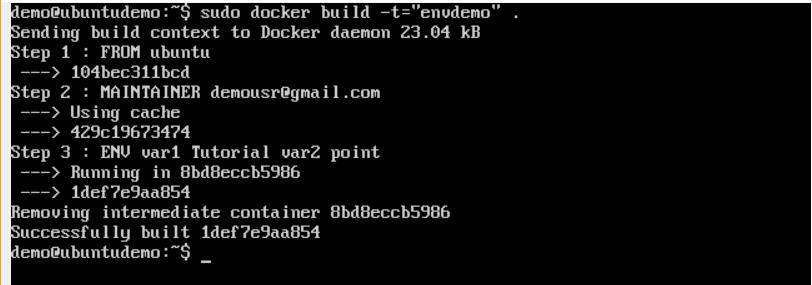 demo@ubuntudemo:~$ sudo docker build -t="envdemo" .
Sending build context to Docker daemon 23.04 kB
Step 1 : FROM ubuntu
---> 104bec311bcd
Step 2 : MAINTAINER demousr@gmail.com
---> Using cache
---> 429c19673474
Step 3 : ENV var1 Tutorial var2 point
---> Running in 8bd8eccb5986
---> 1def7e9aa854
Removing intermediate container 8bd8eccb5986
Successfully built 1def7e9aa854
demo@ubuntudemo:~$ _